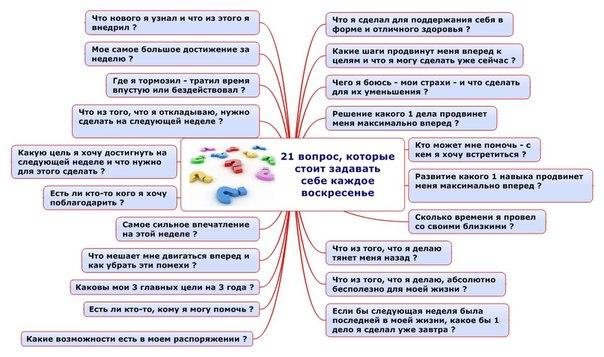 Что нового я узнал и что из этого я
внедрил ?
Мое самое большое достижение за
неделю ?
Где я тормозил - тратил время
впустую или бездействовал ?
Что из того, что я откладываю, нужно
сделать на следующей неделе ?
Какую цель я хочу достигнуть на
следующей неделе и что нужно
для этого сделать ?
Есть ли кто-то кого я хочу
поблагодарить ?
Самое сильное впечатление
на этой неделе ?
Что мешает мне двигаться вперед и
как убрать эти помехи ?
Каковы мои 3 главных цели на 3 года ?
Есть ли кто-то, кому я могу помочь ?
Какие возможности есть в моем распоряжении ?
21 вопрос, которые
стоит задавать
себе каждое
воскресенье
Что я сделал для поддержания себя в
форме и отличного здоровья ?
Какие шаги продвинут меня вперед к
целям и что я могу сделать уже сейчас ?
Чего я боюсь - мои страхи - и что сделать
для их уменьшения ?
Решение какого 1 дела продвинет
меня максимально вперед ?
Кто может мне помочь - с
кем я хочу встретиться ?
Развитие какого 1 навыка продвинет
меня максимально вперед ?
Сколько времени я провел
со своими близкими ?
Что из того, что я делаю
тянет меня назад ?
Что из того, что я делаю, абсолютно
бесполезно для моей жизни ?
Если бы следующая неделя была
последней в моей жизни, какое бы 1
дело я сделал уже завтра ?